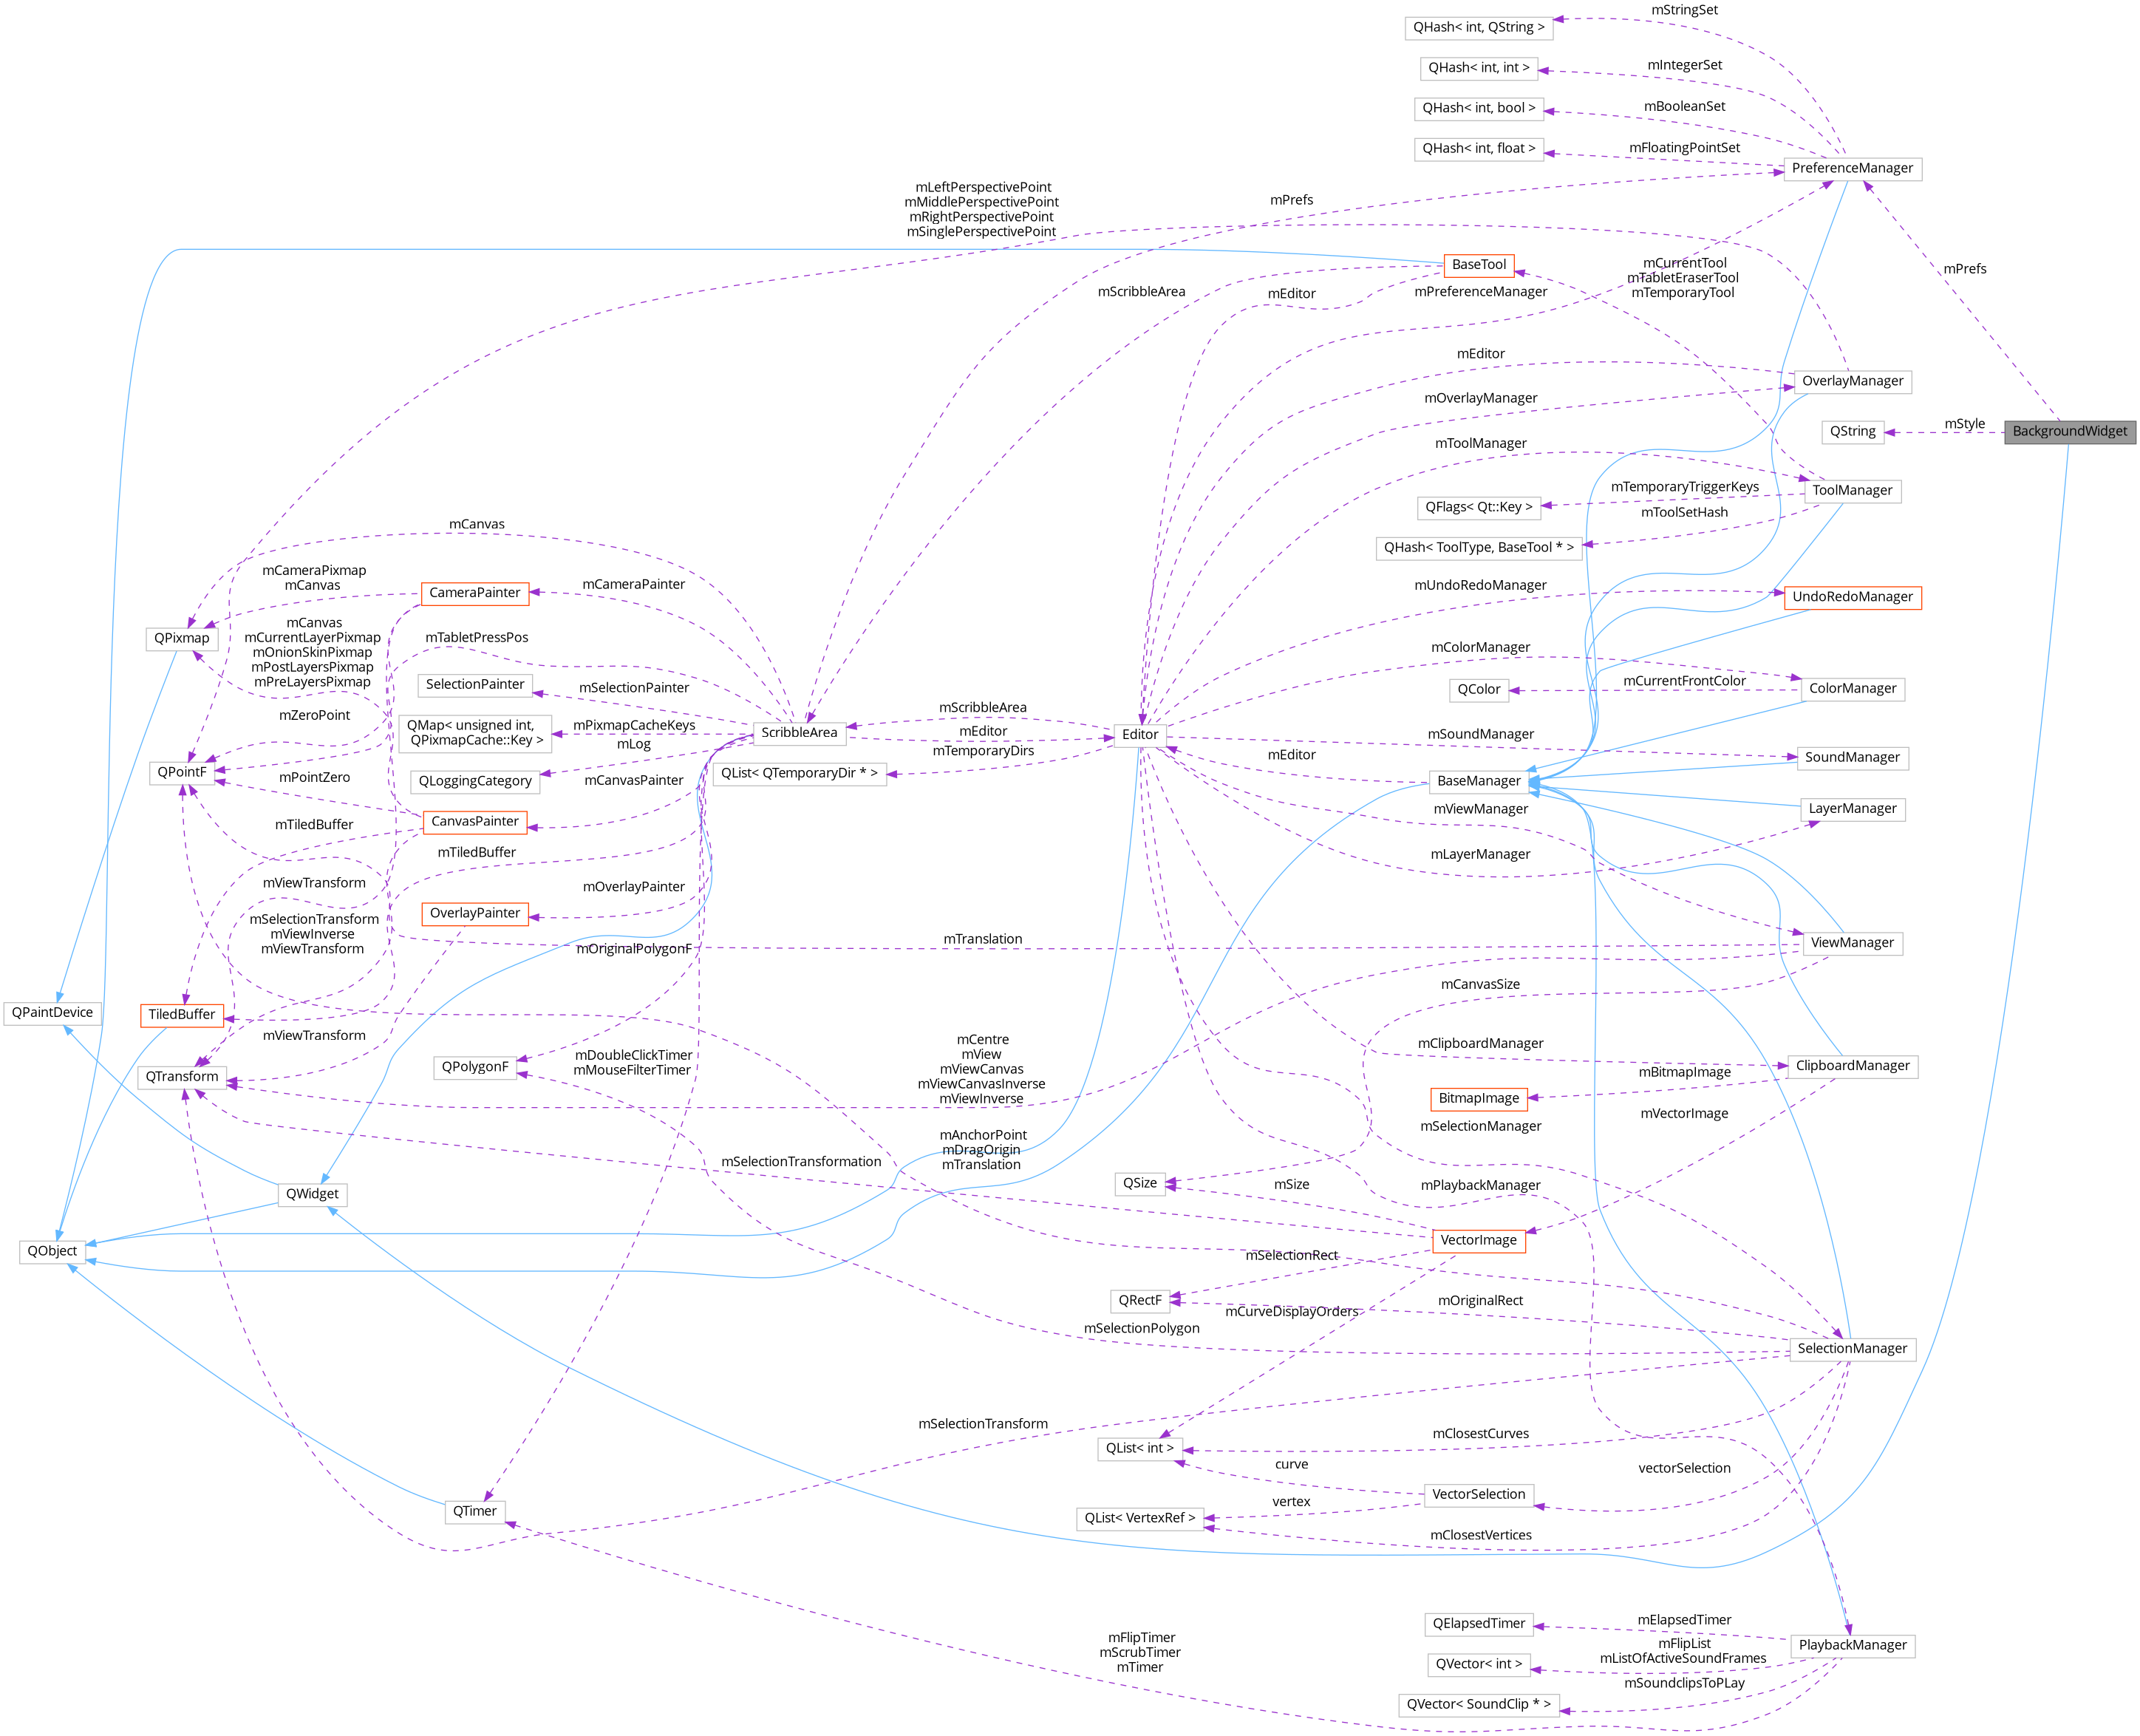 mStringSet
QHash< int, QString >
mIntegerSet
QHash< int, int >
mBooleanSet
QHash< int, bool >
mFloatingPointSet
QHash< int, float >
PreferenceManager
mLeftPerspectivePoint
mMiddlePerspectivePoint
mRightPerspectivePoint
mSinglePerspectivePoint
mPrefs
mPrefs
BaseTool
mCurrentTool
mTabletEraserTool
mTemporaryTool
mScribbleArea
mEditor
mPreferenceManager
mEditor
OverlayManager
mOverlayManager
QString
mStyle
BackgroundWidget
mToolManager
ToolManager
mTemporaryTriggerKeys
QFlags< Qt::Key >
mToolSetHash
QHash< ToolType, BaseTool * >
mCanvas
mCameraPixmap
mCanvas
CameraPainter
mCameraPainter
mUndoRedoManager
UndoRedoManager
QPixmap
mCanvas
mCurrentLayerPixmap
mOnionSkinPixmap
mPostLayersPixmap
mPreLayersPixmap
mTabletPressPos
mColorManager
SelectionPainter
mSelectionPainter
QColor
mCurrentFrontColor
ColorManager
mZeroPoint
QMap< unsigned int,
QPixmapCache::Key >
mPixmapCacheKeys
ScribbleArea
mScribbleArea
mEditor
Editor
mLog
mTemporaryDirs
mSoundManager
SoundManager
QPointF
mPointZero
QLoggingCategory
mCanvasPainter
QList< QTemporaryDir * >
mEditor
BaseManager
mViewManager
LayerManager
CanvasPainter
mTiledBuffer
mTiledBuffer
mLayerManager
mViewTransform
mOverlayPainter
OverlayPainter
mSelectionTransform
mViewInverse
mViewTransform
mOriginalPolygonF
mTranslation
ViewManager
mCanvasSize
QPaintDevice
TiledBuffer
mViewTransform
mClipboardManager
ClipboardManager
QTransform
QPolygonF
mDoubleClickTimer
mMouseFilterTimer
mCentre
mView
mViewCanvas
mViewCanvasInverse
mViewInverse
mBitmapImage
BitmapImage
mVectorImage
mSelectionManager
mAnchorPoint
mDragOrigin
mTranslation
mSelectionTransformation
QWidget
QSize
mSize
mPlaybackManager
QObject
VectorImage
mSelectionRect
QRectF
mOriginalRect
mCurveDisplayOrders
mSelectionPolygon
SelectionManager
mSelectionTransform
QList< int >
mClosestCurves
curve
vectorSelection
VectorSelection
QTimer
vertex
QList< VertexRef >
mClosestVertices
QElapsedTimer
mElapsedTimer
PlaybackManager
mFlipTimer
mScrubTimer
mTimer
QVector< int >
mFlipList
mListOfActiveSoundFrames
mSoundclipsToPLay
QVector< SoundClip * >